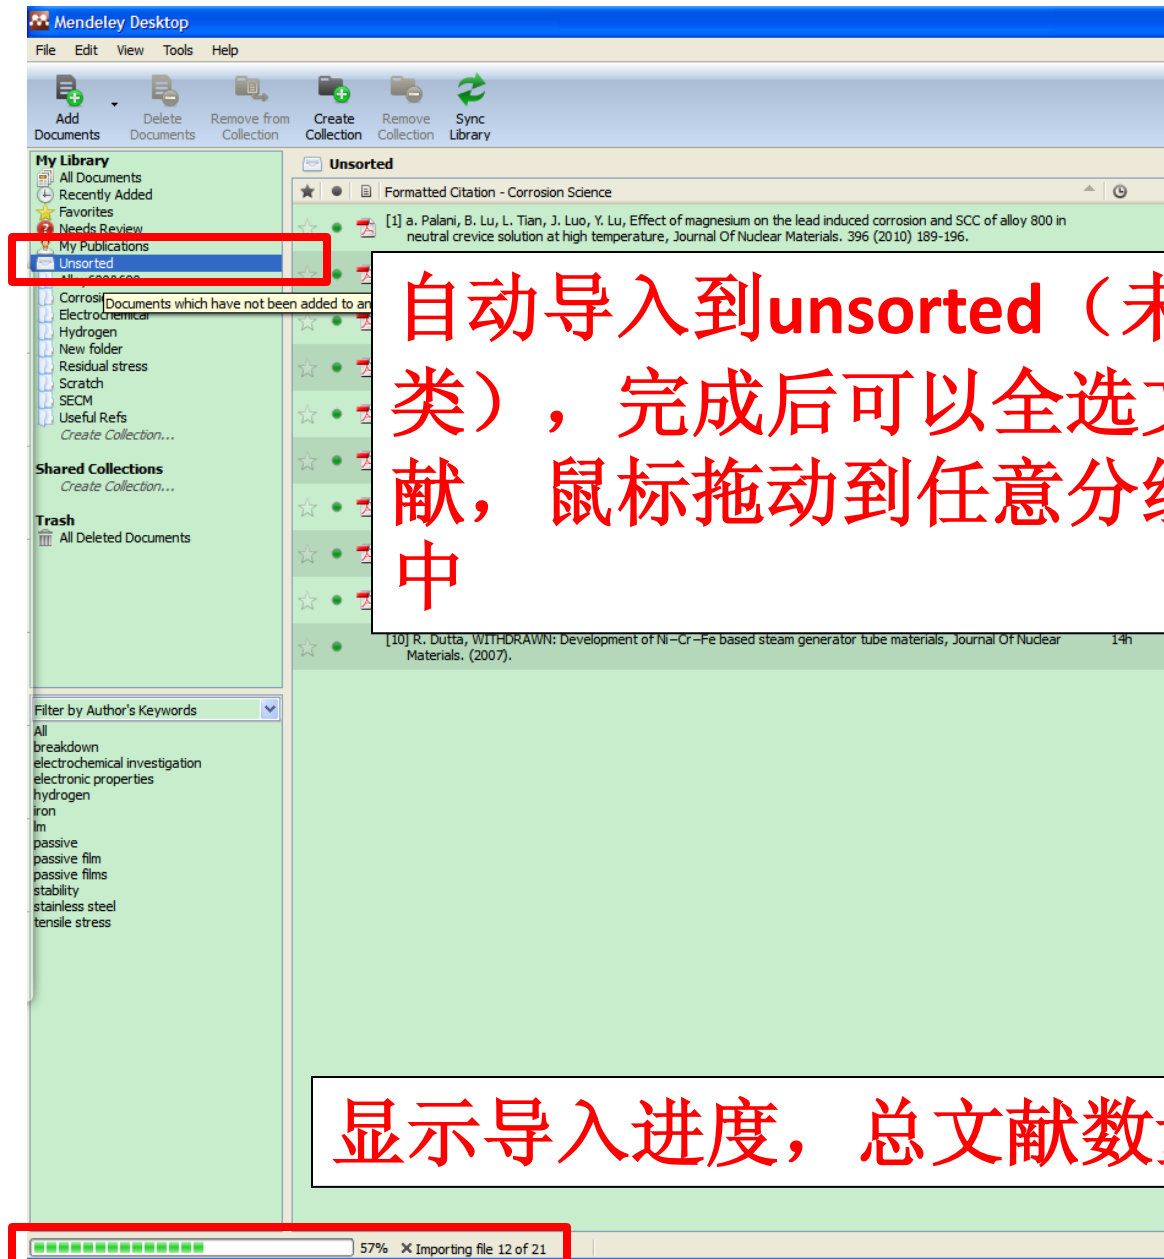 Mendeley Desktop
File Edit View Tools Help
Add Documents
Delete Documents
Remove from Collection
Create Collection
Remove Collection
Sync Library
My Library
All Documents
Recently Added
Favorites
Needs Review
My Publications
Unsorted
Corrosi
Documents which have not been added to an
Electrochemical
Hydrogen
New folder
Residual stress
Scratch
SECM
Useful Refs
Create Collection...
Shared Collections
Create Collection...
Trash
All Deleted Documents
Filter by Author's Keywords
All
breakdown
electrochemical investigation
electronic properties
hydrogen
iron
lm
passive
passive film
passive films
stability
stainless steel
tensile stress
Unsorted
Formatted Citation - Corrosion Science
[1] a. Palani, B. Lu, L. Tian, J. Luo, Y. Lu, Effect of magnesium on the lead induced corrosion and SCC of alloy 800 in
neutral crevice solution at high temperature, Journal Of Nuclear Materials. 396 (2010) 189-196.
自动导入到unsorted（未
类），完成后可以全选文
献，鼠标拖动到任意分组
中
[10] R. Dutta, WITHDRAWN: Development of Ni–Cr–Fe based steam generator tube materials, Journal Of Nuclear 14h
Materials. (2007).
显示导入进度，总文献数
57% Importing file 12 of 21